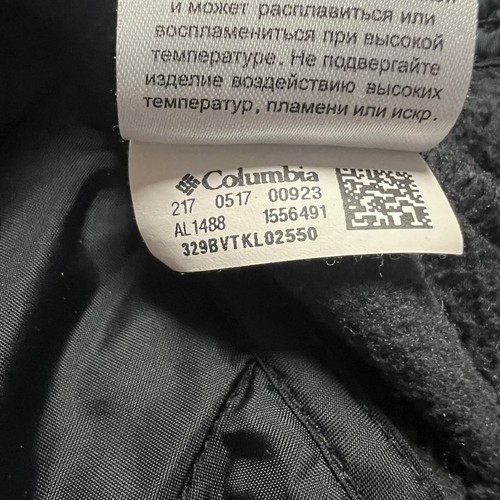 и может расплавиться или
воспламениться при высокой
температуре. Не подвергайте
изделие воздействию высоких
температур, пламени или искр.
Columbia
217 0517 00923
AL1488 1556491
329BVTKL02550